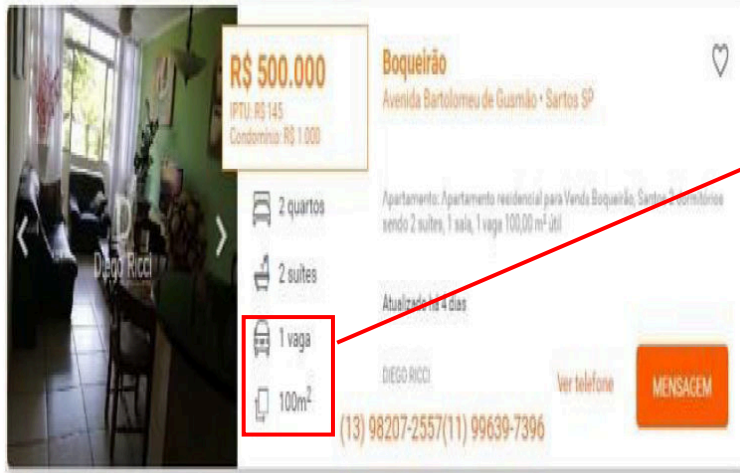 R$ 500.000
IPTU: R$ 145
Condomínio: R$ 1.000
Boqueirão
Avenida Bartolomeu de Gusmão • Santos SP
Apartamento: Apartamento residencial para Venda Boqueirão, Santos 2 dormitórios
sendo 2 suítes, 1 sala, 1 vaga 100,00 m² útil
2 quartos
2 suítes
1 vaga
100m²
Atualizado há 4 dias
DIEGO RICCI
Ver telefone
MENSAGEM
(13) 98207-2557(11) 99639-7396
D
Diego Ricci